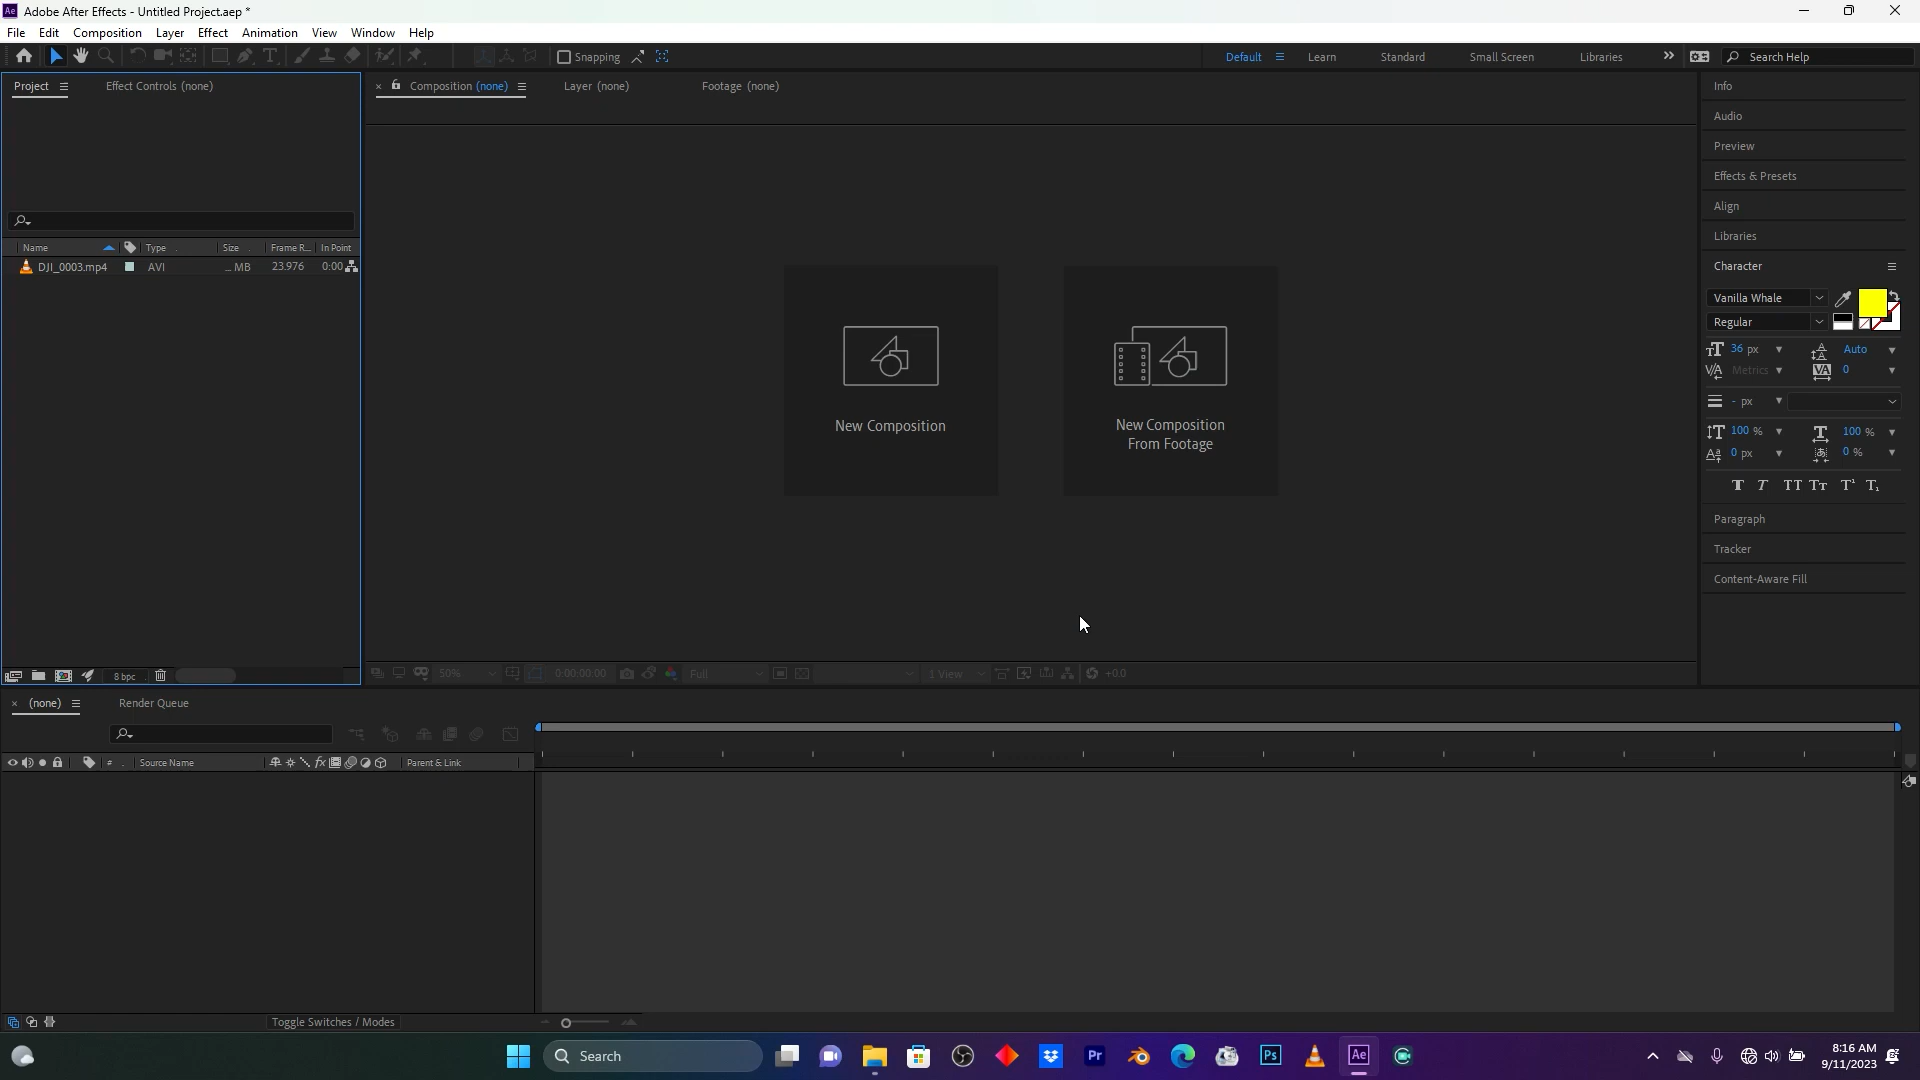 Adobe After Effects - Untitled Project.aep *
File Edit Composition Layer Effect Animation View Window Help
Snapping Default Learn Standard Small Screen Libraries Search Help
Project Effect Controls (none)
Composition (none) Layer (none) Footage (none)
Name Type Size Frame R... In Point
DJI_0003.mp4 AVI ... MB 23.976 0:00
8 bpc
New Composition
New Composition
From Footage
50% 0:00:00:00 Full 1 View +0.0
Info
Audio
Preview
Effects & Presets
Align
Libraries
Character
Vanilla Whale
Regular
36 px Auto
Metrics 0
- px
100 % 100 %
0 px 0 %
Paragraph
Tracker
Content-Aware Fill
(none) Render Queue
# Source Name fx Parent & Link
Toggle Switches / Modes
Search
Pr
Ps
Ae
8:16 AM
9/11/2023